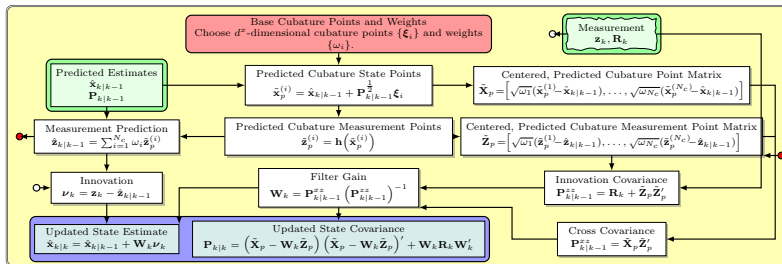 Base Cubature Points and Weights
Choose dˣ-dimensional cubature points {ξᵢ} and weights
{ωᵢ}.
Measurement
z_k, R_k
Predicted Estimates
x̂_{k|k−1}
P_{k|k−1}
Predicted Cubature State Points
x̃_p^{(i)} = x̂_{k|k−1} + P_{k|k−1}^{1/2} ξ_i
Centered, Predicted Cubature Point Matrix
X̃_p = [√ω₁(x̃_p^{(1)} − x̂_{k|k−1}), ..., √ω_{N_c}(x̃_p^{(N_c)} − x̂_{k|k−1})]
Measurement Prediction
ẑ_{k|k−1} = ∑_{i=1}^{N_c} ω_i z̃_p^{(i)}
Predicted Cubature Measurement Points
z̃_p^{(i)} = h(x̃_p^{(i)})
Centered, Predicted Cubature Measurement Point Matrix
Z̃_p = [√ω₁(z̃_p^{(1)} − ẑ_{k|k−1}), ..., √ω_{N_c}(z̃_p^{(N_c)} − ẑ_{k|k−1})]
Innovation
ν_k = z_k − ẑ_{k|k−1}
Filter Gain
W_k = P_{k|k−1}^{xz} (P_{k|k−1}^{zz})^{−1}
Innovation Covariance
P_{k|k−1}^{zz} = R_k + Z̃_p Z̃′_p
Updated State Estimate
x̂_{k|k} = x̂_{k|k−1} + W_k ν_k
Updated State Covariance
P_{k|k} = (X̃_p − W_k Z̃_p)(X̃_p − W_k Z̃_p)′ + W_k R_k W′_k
Cross Covariance
P_{k|k−1}^{xz} = X̃_p Z̃′_p